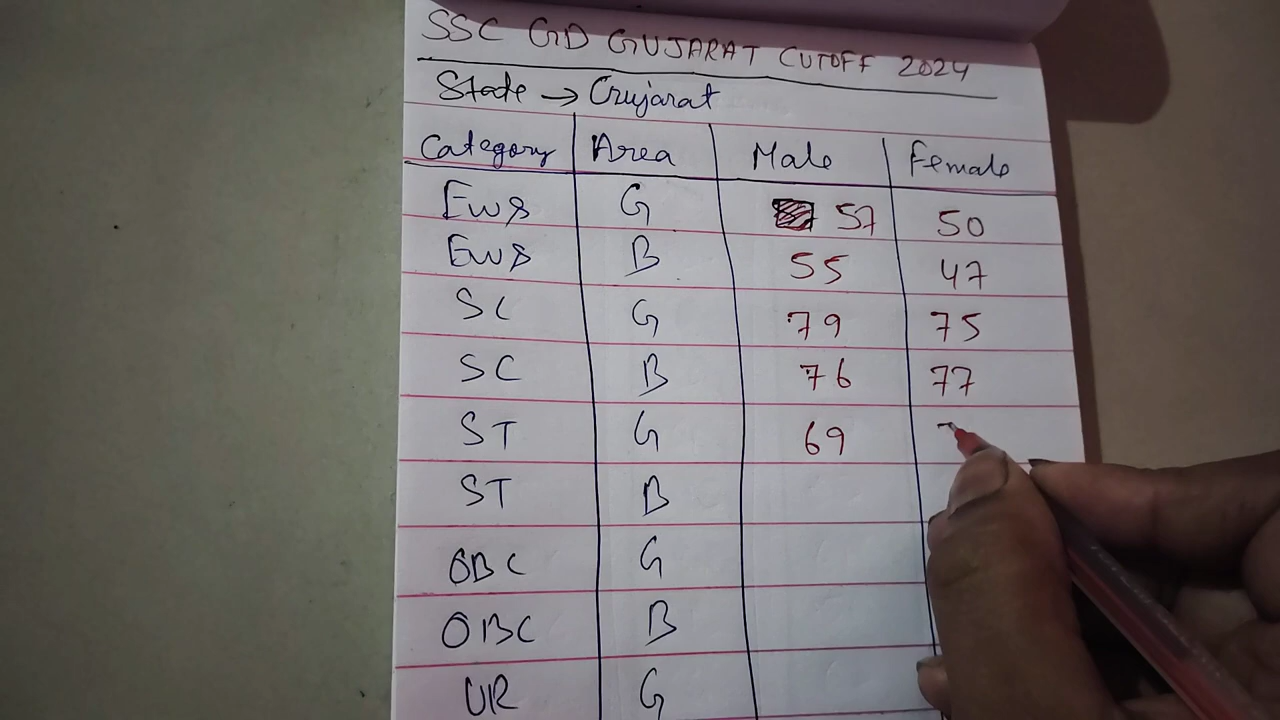 SSC GD GUJARAT CUTOFF 2024
State → Gujarat
Category Area Male Female
EWS G 57 50
EWS B 55 47
SC G 79 75
SC B 76 77
ST G 69
ST B
OBC G
OBC B
UR G